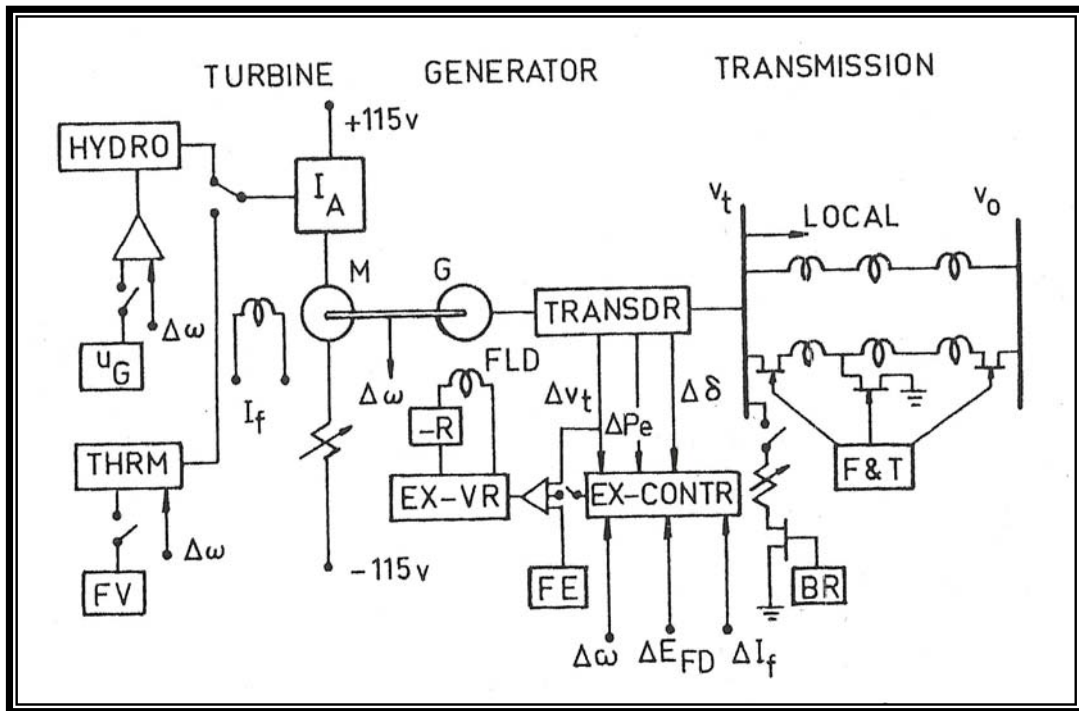 TURBINE
GENERATOR
TRANSMISSION
+115v
HYDRO
I_A
v_t
LOCAL
v_o
M
G
TRANSDR
Δω
u_G
FLD
Δω
Δv_t
ΔPe
Δδ
I_f
-R
THRM
F&T
EX-VR
EX-CONTR
Δω
-115v
FV
FE
BR
Δω
ΔE_FD
ΔI_f